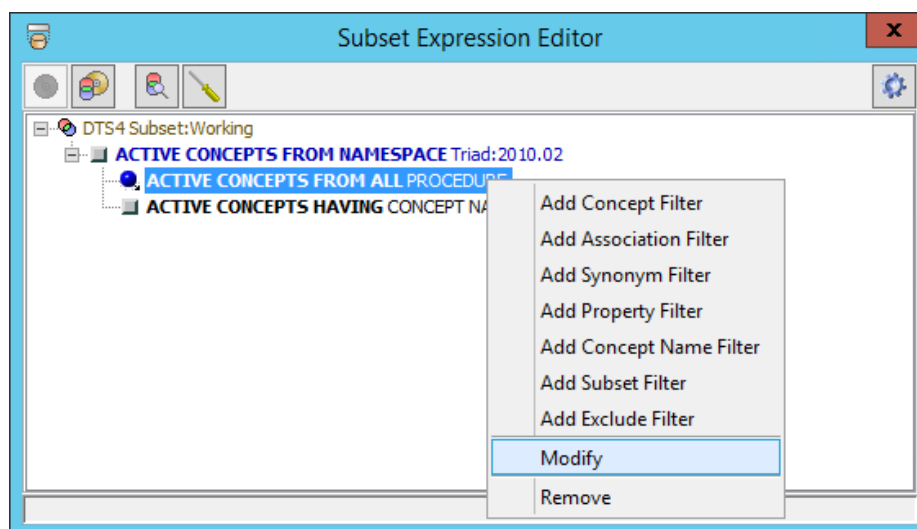 Subset Expression Editor
x
DTS4 Subset:Working
ACTIVE CONCEPTS FROM NAMESPACE Triad:2010.02
ACTIVE CONCEPTS FROM ALL PROCEDURE
ACTIVE CONCEPTS HAVING CONCEPT NA
Add Concept Filter
Add Association Filter
Add Synonym Filter
Add Property Filter
Add Concept Name Filter
Add Subset Filter
Add Exclude Filter
Modify
Remove